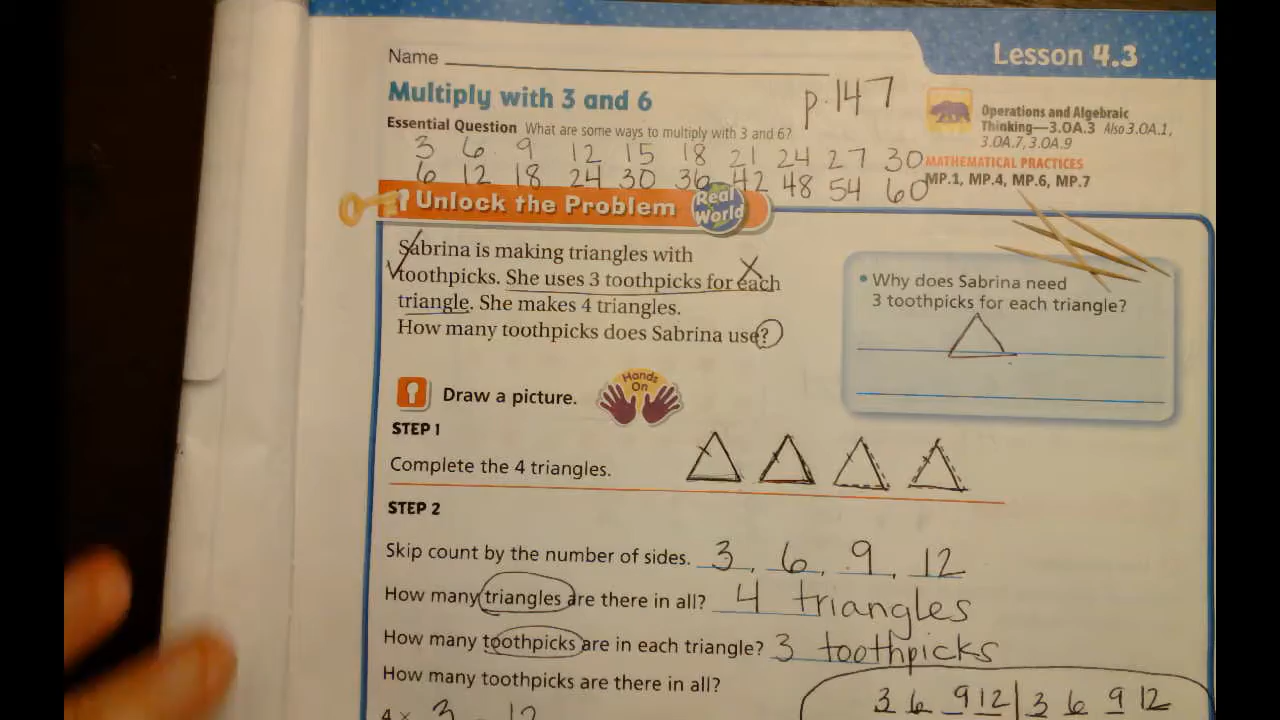 Lesson 4.3
Name
Multiply with 3 and 6
p.147
Essential Question What are some ways to multiply with 3 and 6?
Operations and Algebraic
Thinking—3.OA.3 Also 3.OA.1,
3.OA.7, 3.OA.9
MATHEMATICAL PRACTICES
MP.1, MP.4, MP.6, MP.7
3 6 9 12 15 18 21 24 27 30
6 12 18 24 30 36 42 48 54 60
Unlock the Problem
Real
World
Sabrina is making triangles with
toothpicks. She uses 3 toothpicks for each
triangle. She makes 4 triangles.
How many toothpicks does Sabrina use?
• Why does Sabrina need
3 toothpicks for each triangle?
Draw a picture.
Hands
On
STEP 1
Complete the 4 triangles.
STEP 2
Skip count by the number of sides. 3, 6, 9, 12
How many triangles are there in all? 4 triangles
How many toothpicks are in each triangle? 3 toothpicks
How many toothpicks are there in all?
3 6 9 12 | 3 6 9 12
4 × 3 12